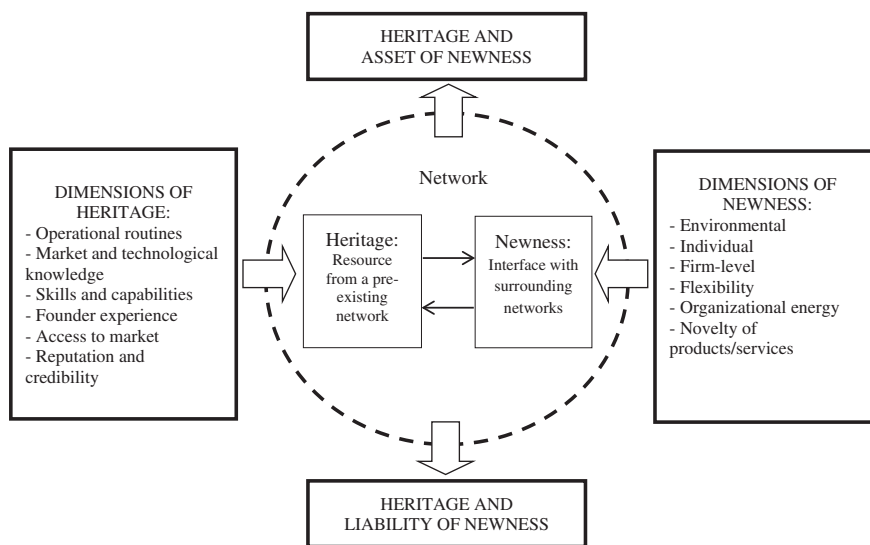 HERITAGE AND
ASSET OF NEWNESS
DIMENSIONS OF
HERITAGE:
- Operational routines
- Market and technological
knowledge
- Skills and capabilities
- Founder experience
- Access to market
- Reputation and
credibility
Network
Heritage:
Resource
from a pre-
existing
network
Newness:
Interface with
surrounding
networks
DIMENSIONS OF
NEWNESS:
- Environmental
- Individual
- Firm-level
- Flexibility
- Organizational energy
- Novelty of
products/services
HERITAGE AND
LIABILITY OF NEWNESS